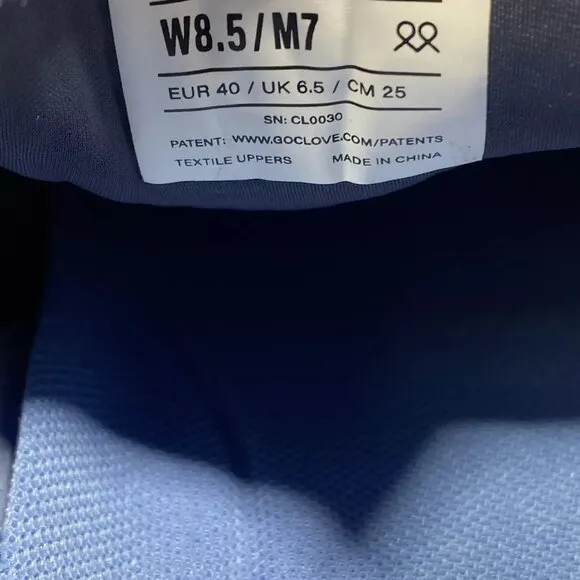 W8.5/M7
EUR 40 / UK 6.5 / CM 25
SN: CL0030
PATENT: WWW.GOCLOVE.COM/PATENTS
TEXTILE UPPERS MADE IN CHINA